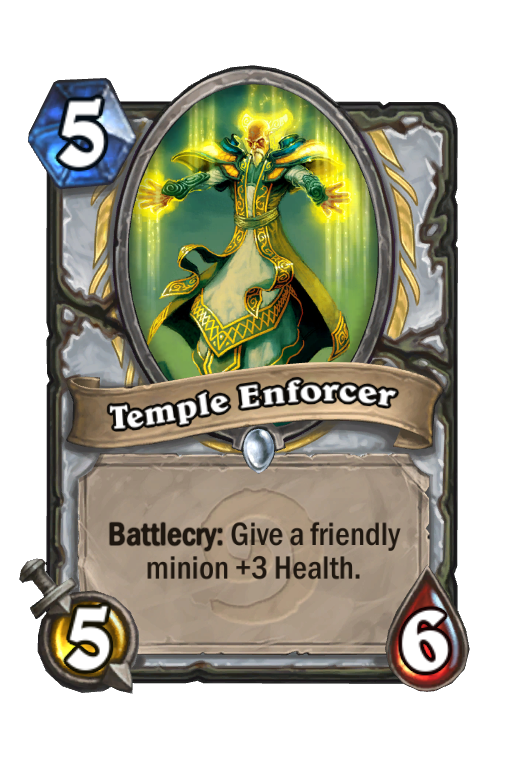 5
Temple Enforcer
Battlecry: Give a friendly
minion +3 Health.
5
6